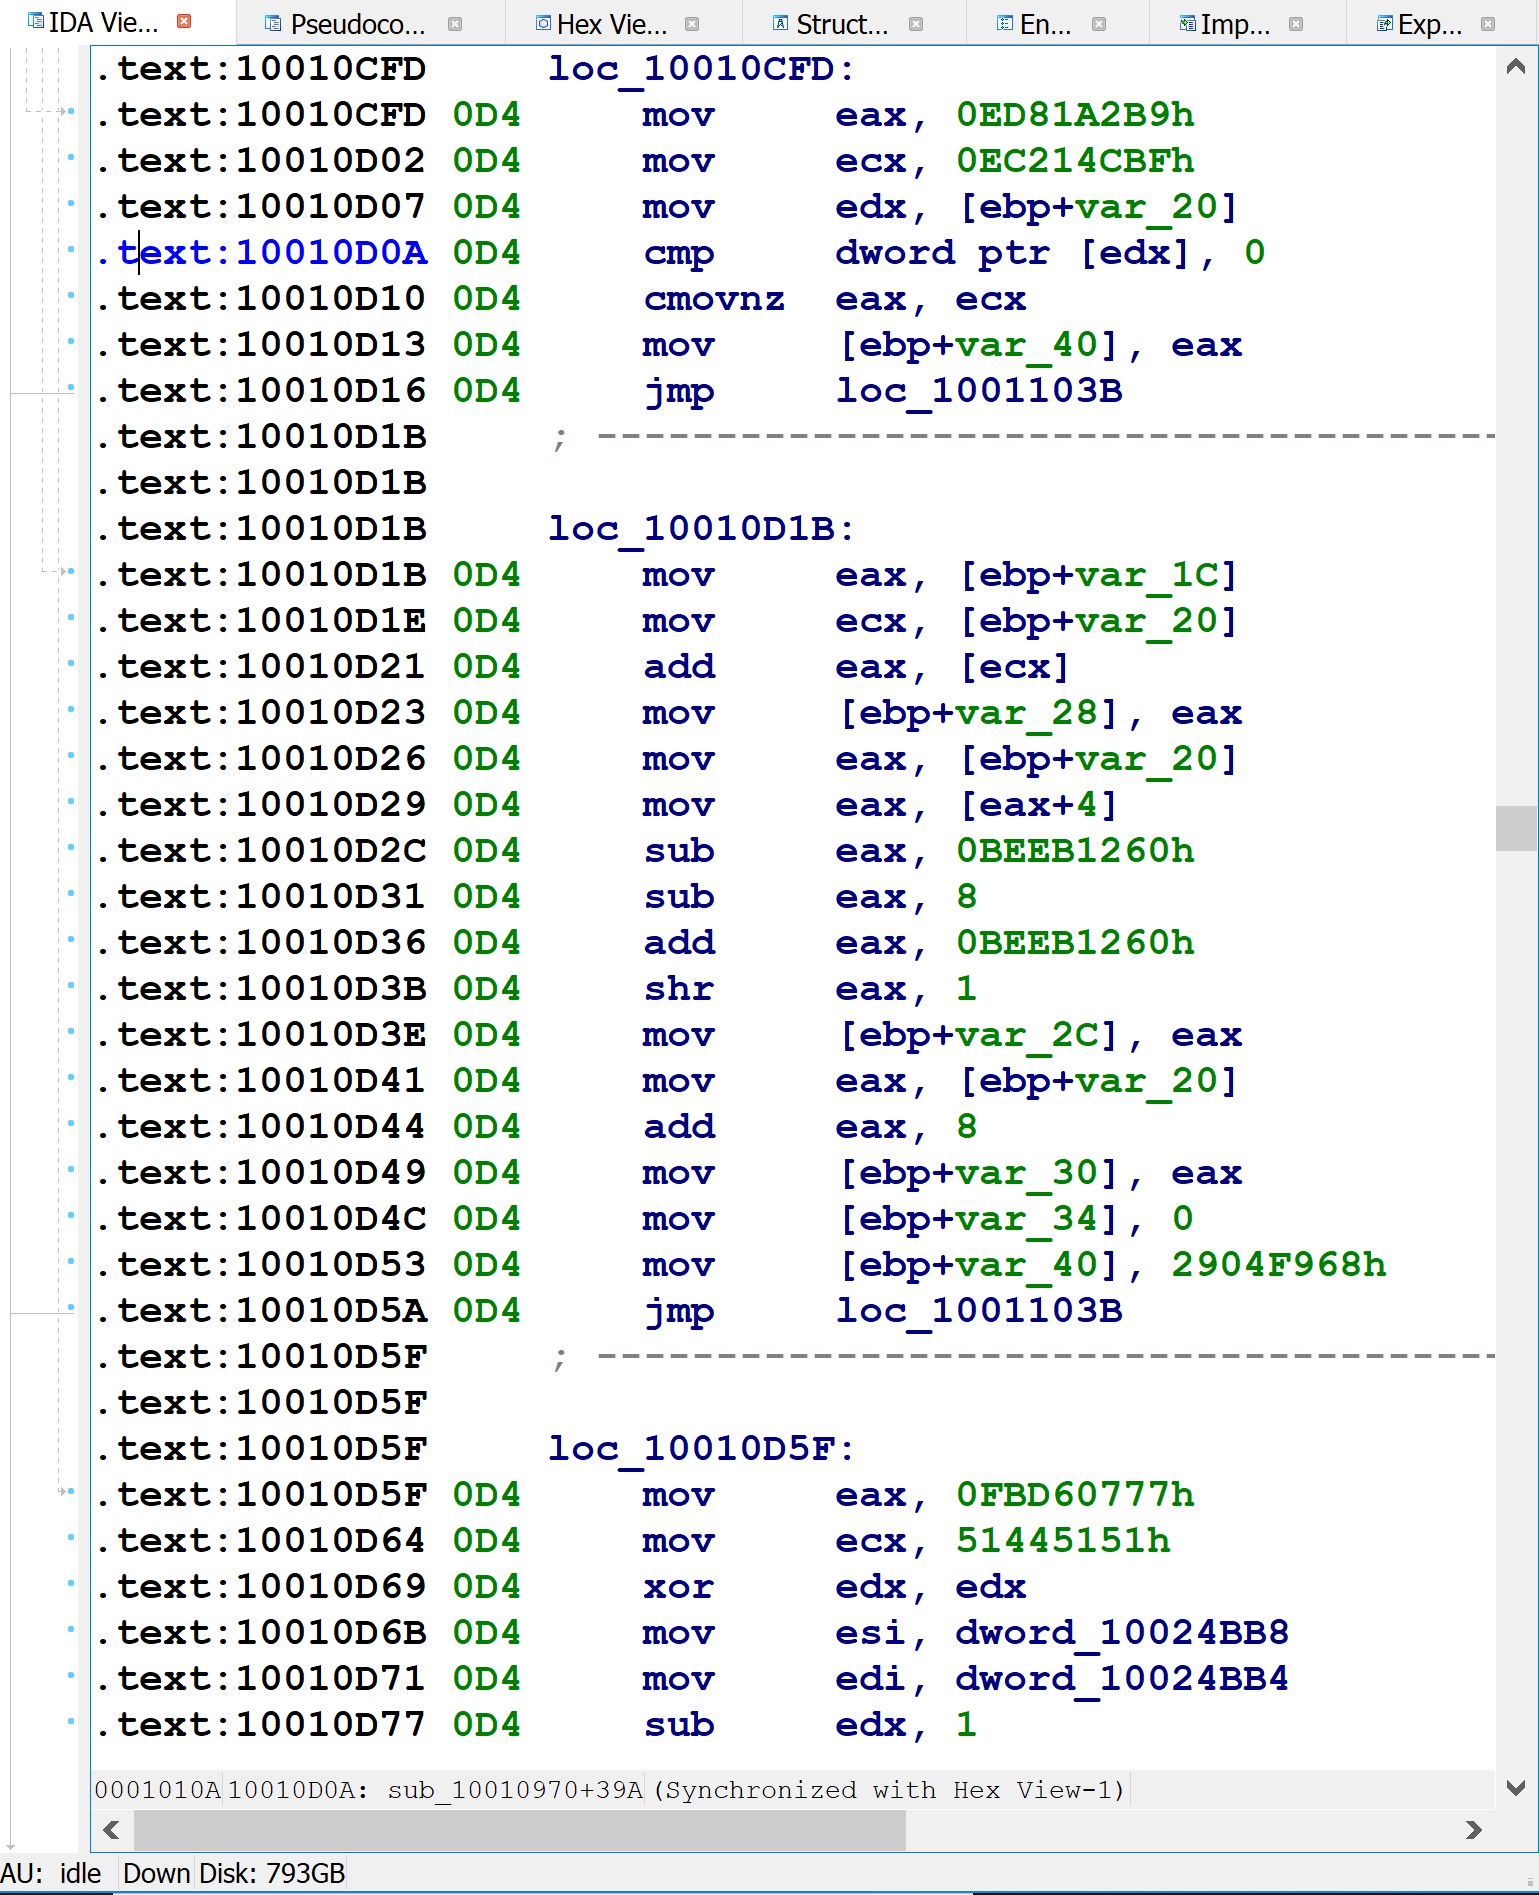 IDA Vie... Pseudoco... Hex Vie... Struct... En... Imp... Exp...
.text:10010CFD loc_10010CFD:
.text:10010CFD 0D4 mov eax, 0ED81A2B9h
.text:10010D02 0D4 mov ecx, 0EC214CBFh
.text:10010D07 0D4 mov edx, [ebp+var_20]
.text:10010D0A 0D4 cmp dword ptr [edx], 0
.text:10010D10 0D4 cmovnz eax, ecx
.text:10010D13 0D4 mov [ebp+var_40], eax
.text:10010D16 0D4 jmp loc_1001103B
.text:10010D1B ; --------------------------------------
.text:10010D1B
.text:10010D1B loc_10010D1B:
.text:10010D1B 0D4 mov eax, [ebp+var_1C]
.text:10010D1E 0D4 mov ecx, [ebp+var_20]
.text:10010D21 0D4 add eax, [ecx]
.text:10010D23 0D4 mov [ebp+var_28], eax
.text:10010D26 0D4 mov eax, [ebp+var_20]
.text:10010D29 0D4 mov eax, [eax+4]
.text:10010D2C 0D4 sub eax, 0BEEB1260h
.text:10010D31 0D4 sub eax, 8
.text:10010D36 0D4 add eax, 0BEEB1260h
.text:10010D3B 0D4 shr eax, 1
.text:10010D3E 0D4 mov [ebp+var_2C], eax
.text:10010D41 0D4 mov eax, [ebp+var_20]
.text:10010D44 0D4 add eax, 8
.text:10010D49 0D4 mov [ebp+var_30], eax
.text:10010D4C 0D4 mov [ebp+var_34], 0
.text:10010D53 0D4 mov [ebp+var_40], 2904F968h
.text:10010D5A 0D4 jmp loc_1001103B
.text:10010D5F ; --------------------------------------
.text:10010D5F
.text:10010D5F loc_10010D5F:
.text:10010D5F 0D4 mov eax, 0FBD60777h
.text:10010D64 0D4 mov ecx, 51445151h
.text:10010D69 0D4 xor edx, edx
.text:10010D6B 0D4 mov esi, dword_10024BB8
.text:10010D71 0D4 mov edi, dword_10024BB4
.text:10010D77 0D4 sub edx, 1
0001010A 10010D0A: sub_10010970+39A (Synchronized with Hex View-1)
AU: idle Down Disk: 793GB